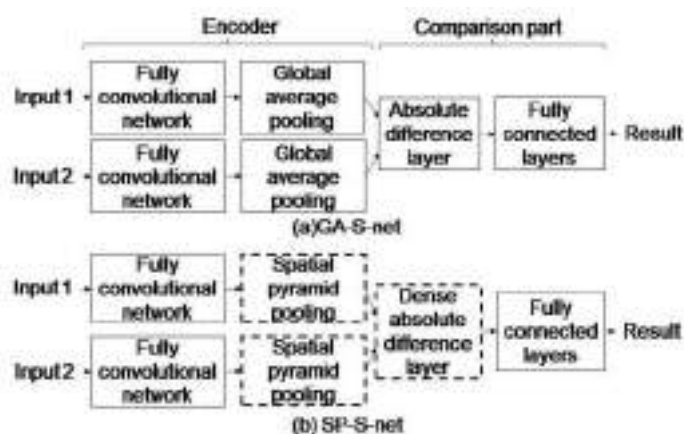 Encoder Comparison part
Input 1
Fully
convolutional
network
Global
average
pooling
Absolute
difference
layer
Fully
connected
layers
Result
Input 2
Fully
convolutional
network
Global
average
pooling
(a)GA-S-net
Input 1
Fully
convolutional
network
Spatial
pyramid
pooling
Dense
absolute
difference
layer
Fully
connected
layers
Result
Input 2
Fully
convolutional
network
Spatial
pyramid
pooling
(b) SP-S-net